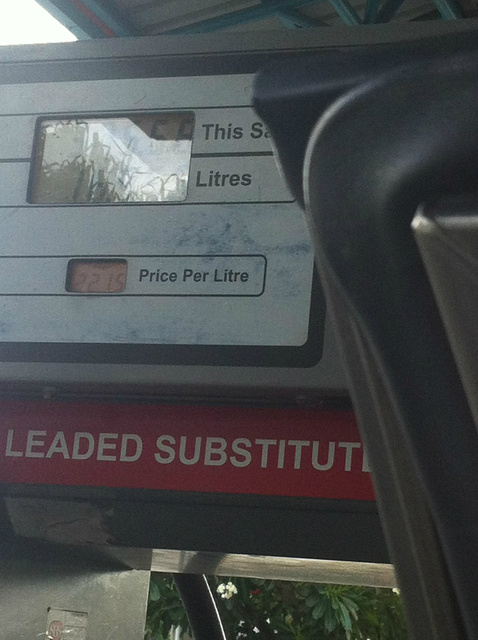 This Sa
Litres
Price Per Litre
LEADED SUBSTITUT